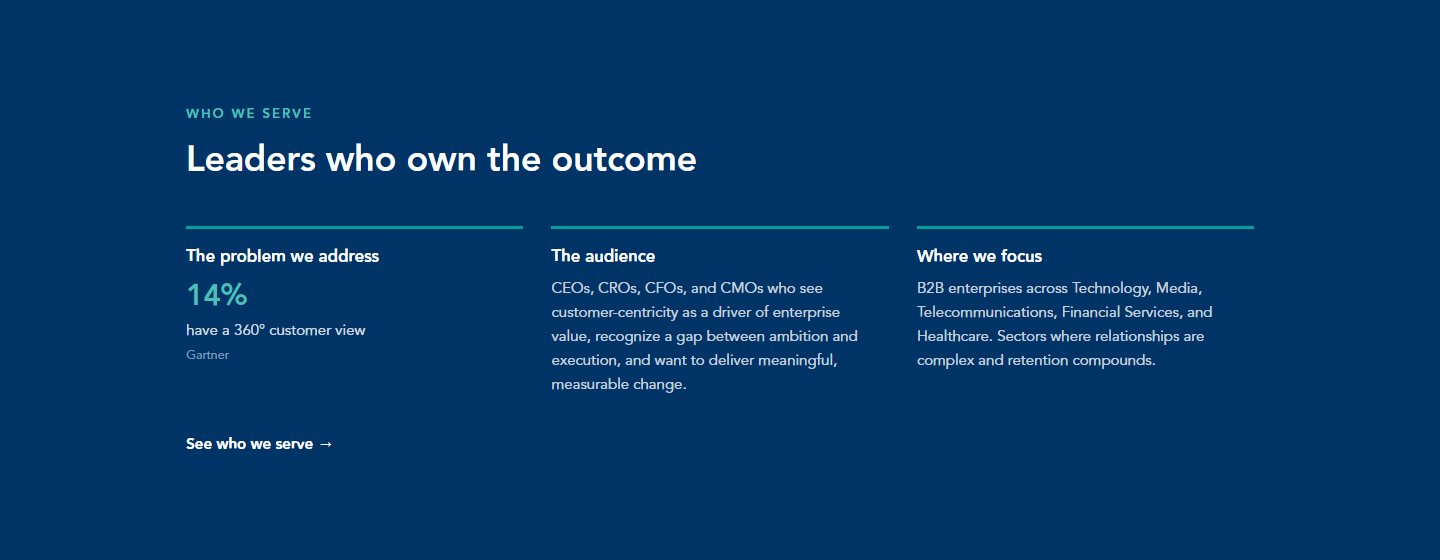 WHO WE SERVE
Leaders who own the outcome
The problem we address
14%
have a 360° customer view
Gartner
The audience
CEOs, CROs, CFOs, and CMOs who see
customer-centricity as a driver of enterprise
value, recognize a gap between ambition and
execution, and want to deliver meaningful,
measurable change.
Where we focus
B2B enterprises across Technology, Media,
Telecommunications, Financial Services, and
Healthcare. Sectors where relationships are
complex and retention compounds.
See who we serve →